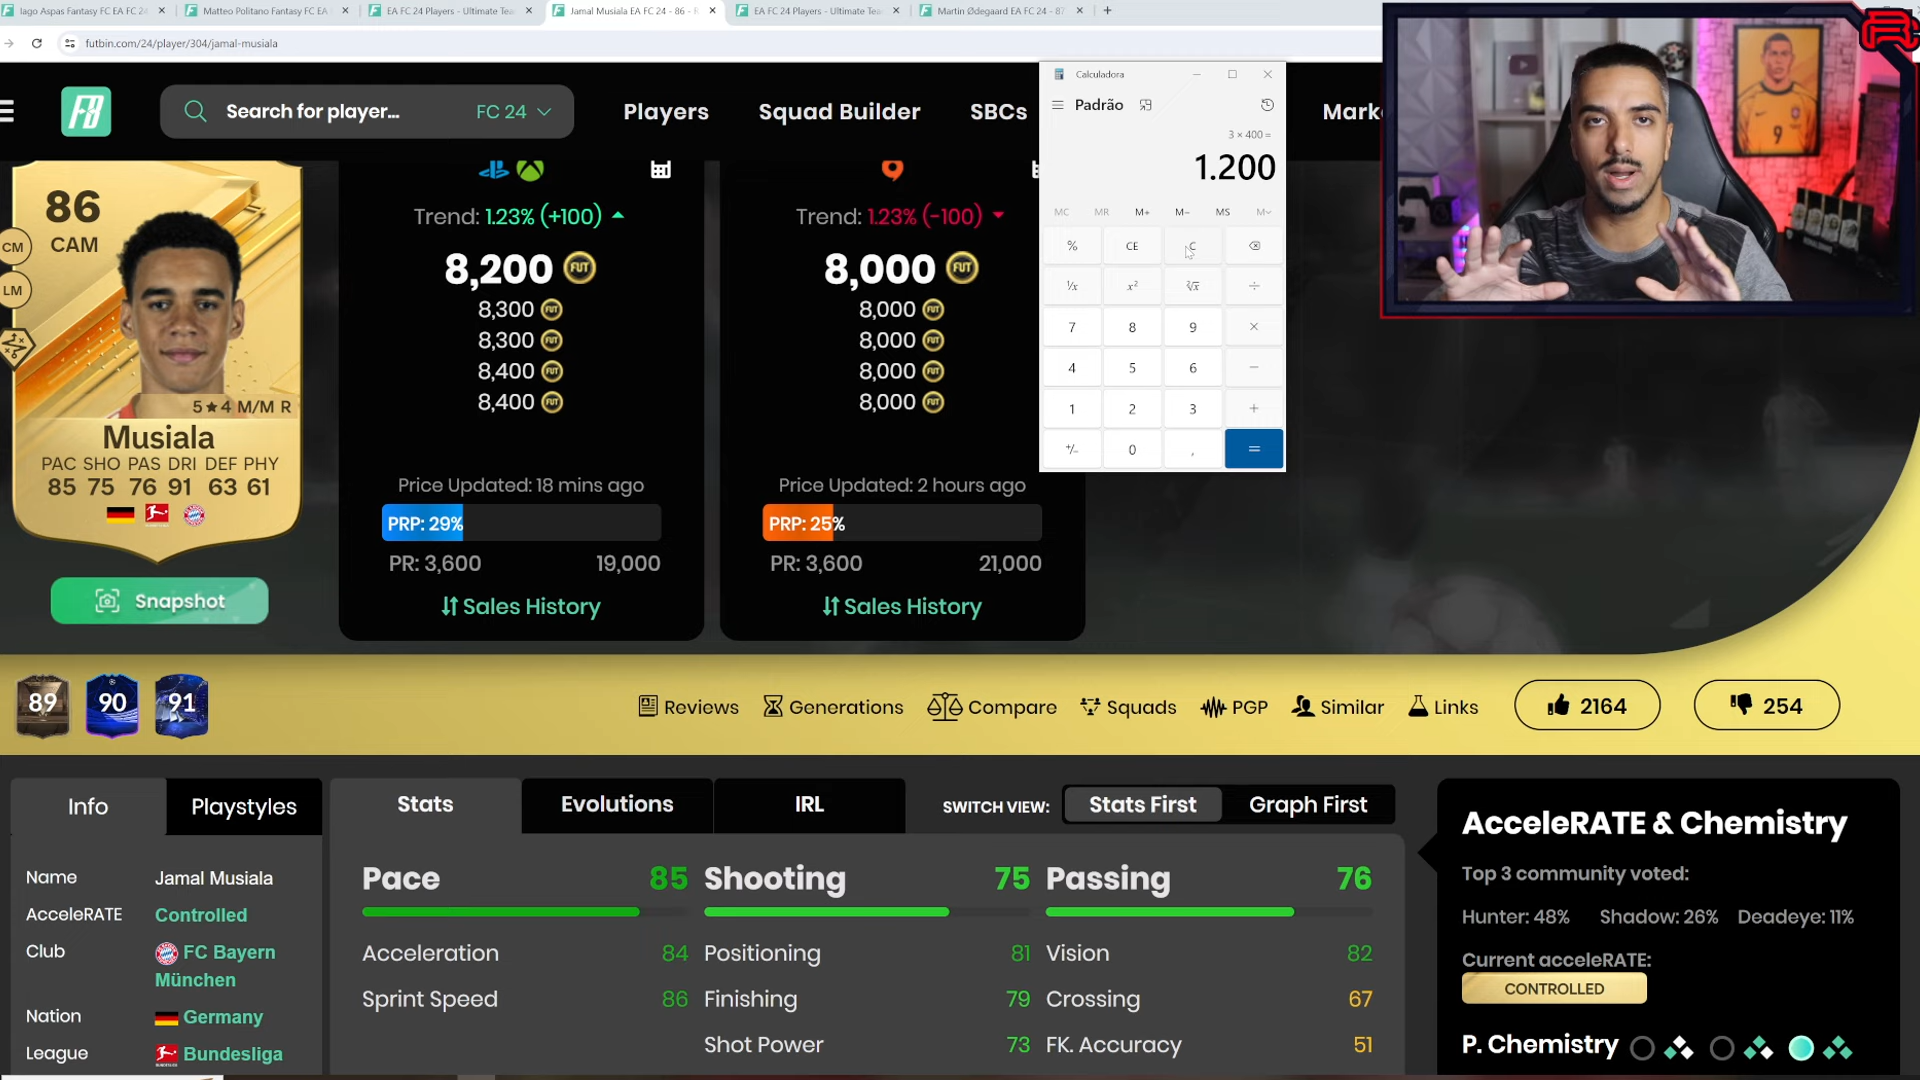 Iago Aspas Fantasy FC EA FC 24
Matteo Politano Fantasy FC EA
EA FC 24 Players - Ultimate Tea
Jamal Musiala EA FC 24 - 86 - R
EA FC 24 Players - Ultimate Tea
Martin Ødegaard EA FC 24 - 87
futbin.com/24/player/304/jamal-musiala
Search for player...
FC 24
Players
Squad Builder
SBCs
Marke
Calculadora
Padrão
3 × 400 =
1.200
MC MR M+ M− MS M
% CE C
¹/x x² ²√x ÷
7 8 9 ×
4 5 6 −
1 2 3 +
+/− 0 , =
9
86
CAM
CM
LM
5★4 M/M R
Musiala
PAC SHO PAS DRI DEF PHY
85 75 76 91 63 61
Snapshot
Trend: 1.23% (+100)
8,200 FUT
8,300
8,300
8,400
8,400
Price Updated: 18 mins ago
PRP: 29%
PR: 3,600 19,000
Sales History
Trend: 1.23% (-100)
8,000 FUT
8,000
8,000
8,000
8,000
Price Updated: 2 hours ago
PRP: 25%
PR: 3,600 21,000
Sales History
89 90 91
Reviews
Generations
Compare
Squads
PGP
Similar
Links
2164
254
Info
Playstyles
Name Jamal Musiala
AcceleRATE Controlled
Club FC Bayern
München
Nation Germany
League Bundesliga
Stats
Evolutions
IRL
SWITCH VIEW:
Stats First
Graph First
Pace 85
Acceleration 84
Sprint Speed 86
Shooting 75
Positioning 81
Finishing 79
Shot Power 73
Passing 76
Vision 82
Crossing 67
FK. Accuracy 51
AcceleRATE & Chemistry
Top 3 community voted:
Hunter: 48% Shadow: 26% Deadeye: 11%
Current acceleRATE:
CONTROLLED
P. Chemistry